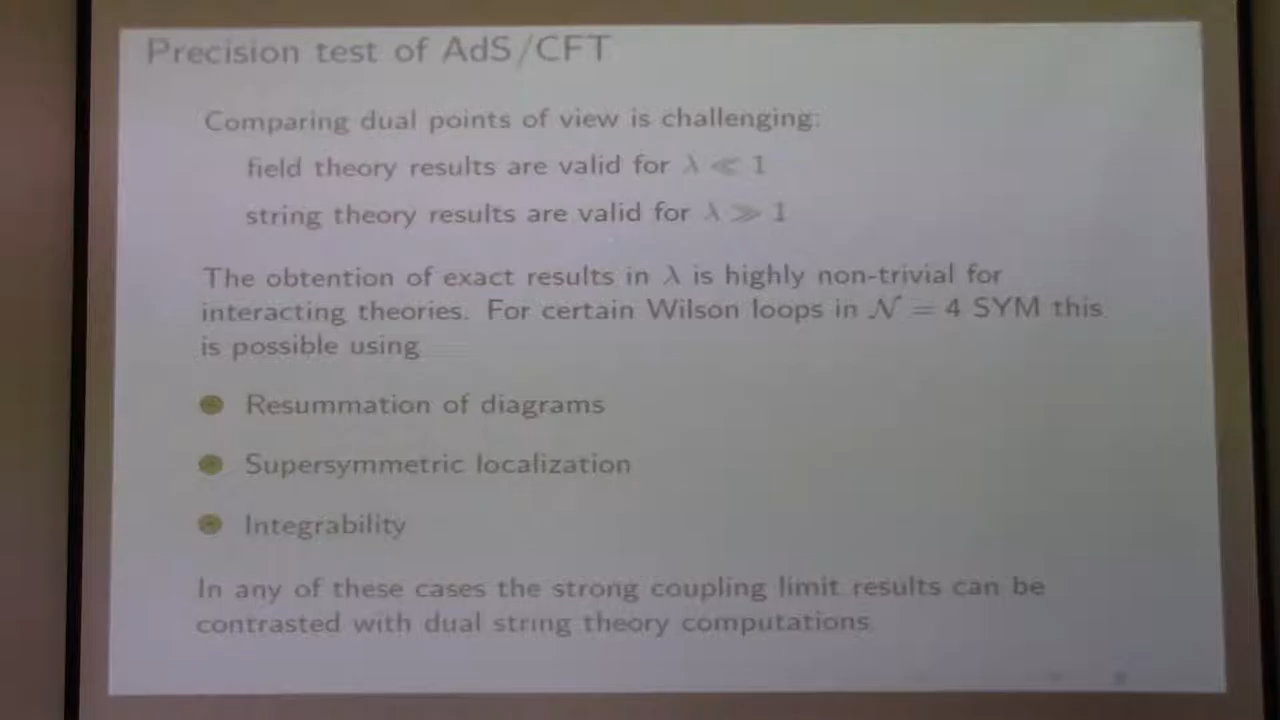 Precision test of AdS/CFT
Comparing dual points of view is challenging:
field theory results are valid for λ ≪ 1
string theory results are valid for λ ≫ 1
The obtention of exact results in λ is highly non-trivial for
interacting theories. For certain Wilson loops in 𝒩 = 4 SYM this
is possible using
Resummation of diagrams
Supersymmetric localization
Integrability
In any of these cases the strong coupling limit results can be
contrasted with dual string theory computations.